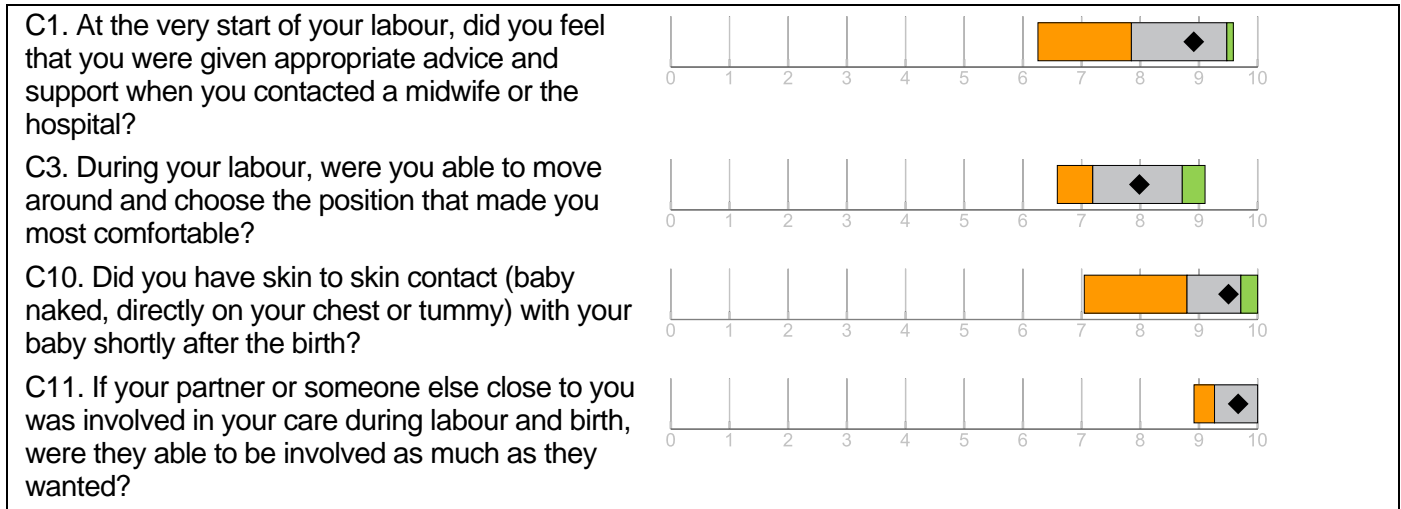 C1. At the very start of your labour, did you feel
that you were given appropriate advice and
support when you contacted a midwife or the
hospital?
0 1 2 3 4 5 6 7 8 9 10
C3. During your labour, were you able to move
around and choose the position that made you
most comfortable?
0 1 2 3 4 5 6 7 8 9 10
C10. Did you have skin to skin contact (baby
naked, directly on your chest or tummy) with your
baby shortly after the birth?
0 1 2 3 4 5 6 7 8 9 10
C11. If your partner or someone else close to you
was involved in your care during labour and birth,
were they able to be involved as much as they
wanted?
0 1 2 3 4 5 6 7 8 9 10